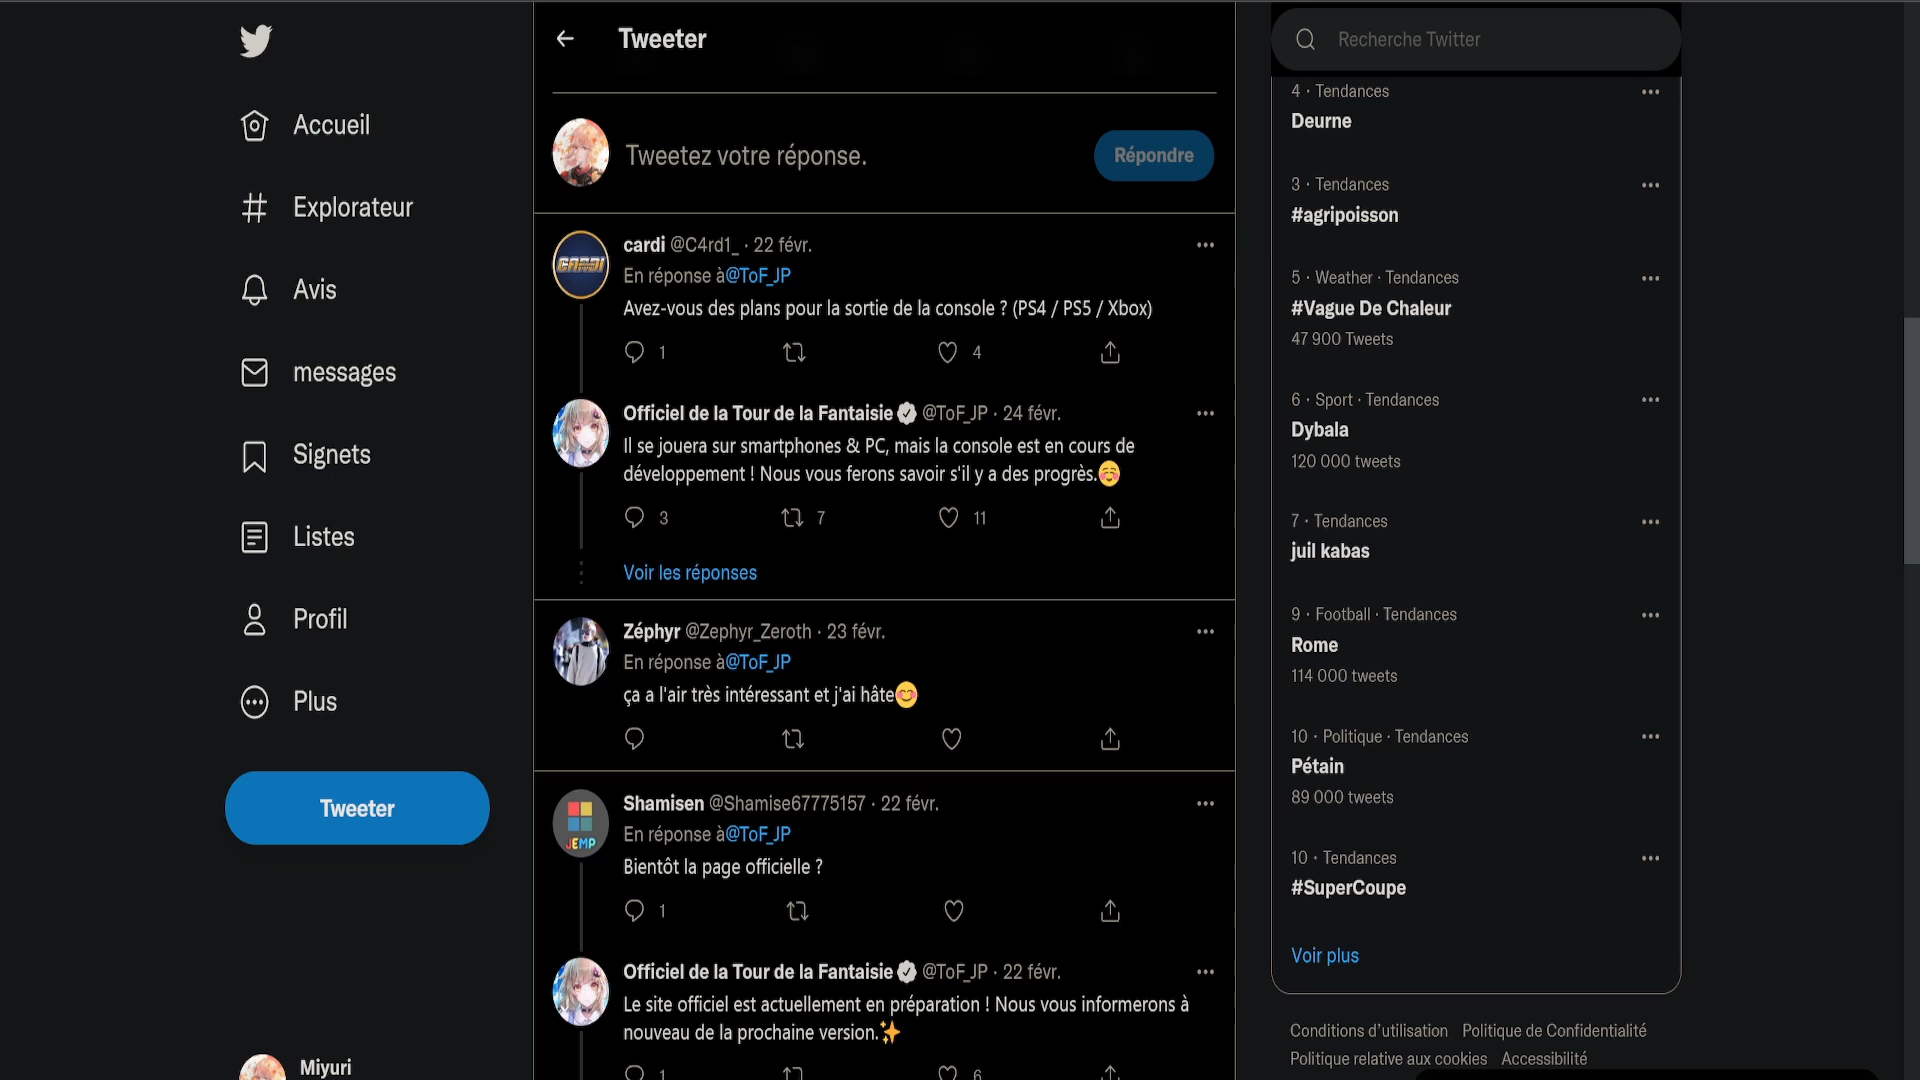 Accueil
Explorateur
Avis
messages
Signets
Listes
Profil
Plus
Tweeter
Miyuri
Tweeter
Tweetez votre réponse.
Répondre
cardi @C4rd1_ · 22 févr.
En réponse à@ToF_JP
Avez-vous des plans pour la sortie de la console ? (PS4 / PS5 / Xbox)
1
4
Officiel de la Tour de la Fantaisie @ToF_JP · 24 févr.
Il se jouera sur smartphones & PC, mais la console est en cours de
développement ! Nous vous ferons savoir s'il y a des progrès.☺️
3
7
11
Voir les réponses
Zéphyr @Zephyr_Zeroth · 23 févr.
En réponse à@ToF_JP
ça a l'air très intéressant et j'ai hâte😊
Shamisen @Shamise67775157 · 22 févr.
En réponse à@ToF_JP
Bientôt la page officielle ?
1
Officiel de la Tour de la Fantaisie @ToF_JP · 22 févr.
Le site officiel est actuellement en préparation ! Nous vous informerons à
nouveau de la prochaine version.✨
1
6
CARDI
JEMP
Recherche Twitter
4 · Tendances
Deurne
3 · Tendances
#agripoisson
5 · Weather · Tendances
#Vague De Chaleur
47 900 Tweets
6 · Sport · Tendances
Dybala
120 000 tweets
7 · Tendances
juil kabas
9 · Football · Tendances
Rome
114 000 tweets
10 · Politique · Tendances
Pétain
89 000 tweets
10 · Tendances
#SuperCoupe
Voir plus
Conditions d'utilisation Politique de Confidentialité
Politique relative aux cookies Accessibilité